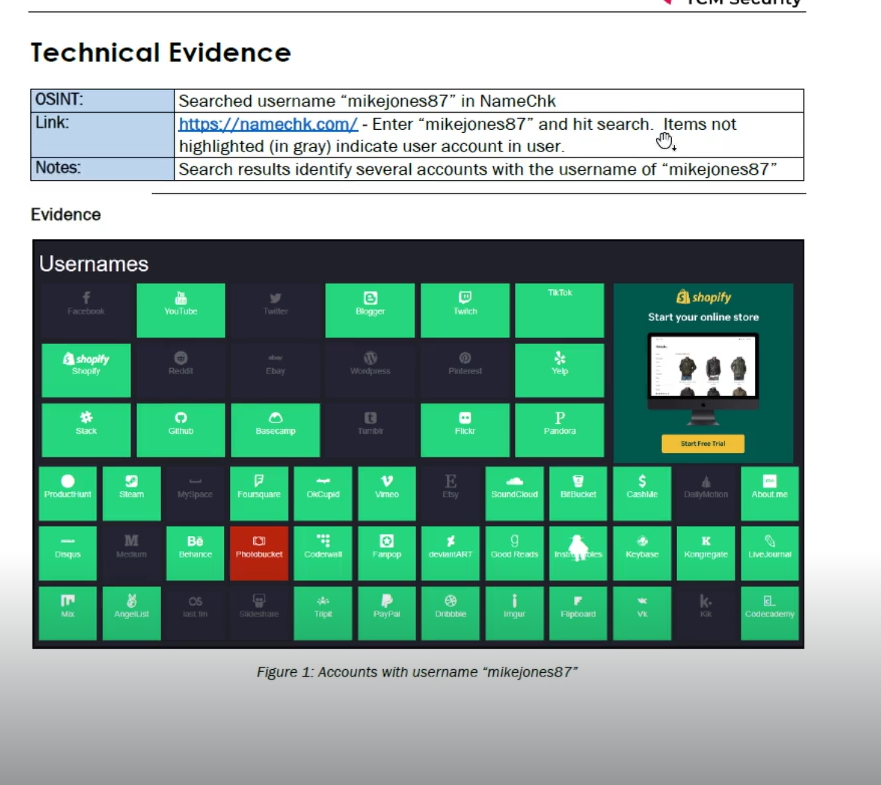 TCM Security
Technical Evidence
OSINT: Searched username “mikejones87” in NameChk
Link: https://namechk.com/ - Enter “mikejones87” and hit search. Items not
highlighted (in gray) indicate user account in user.
Notes: Search results identify several accounts with the username of “mikejones87”
Evidence
Usernames
Facebook YouTube Twitter Blogger Twitch TikTok
shopify
Shopify Reddit Ebay Wordpress Pinterest Yelp
Slack Github Basecamp Tumblr Flickr Pandora
shopify
Start your online store
Start Free Trial
ProductHunt Steam MySpace Foursquare OkCupid Vimeo Etsy SoundCloud BitBucket CashMe DailyMotion About me
Disqus Medium Behance Photobucket Coderwall Fanpop deviantART Good Reads Keybase Kongregate LiveJournal
Mix AngelList last.fm Slideshare Tripit PayPal Dribbble Imgur Flipboard Vk Kik Codecademy
Figure 1: Accounts with username “mikejones87”